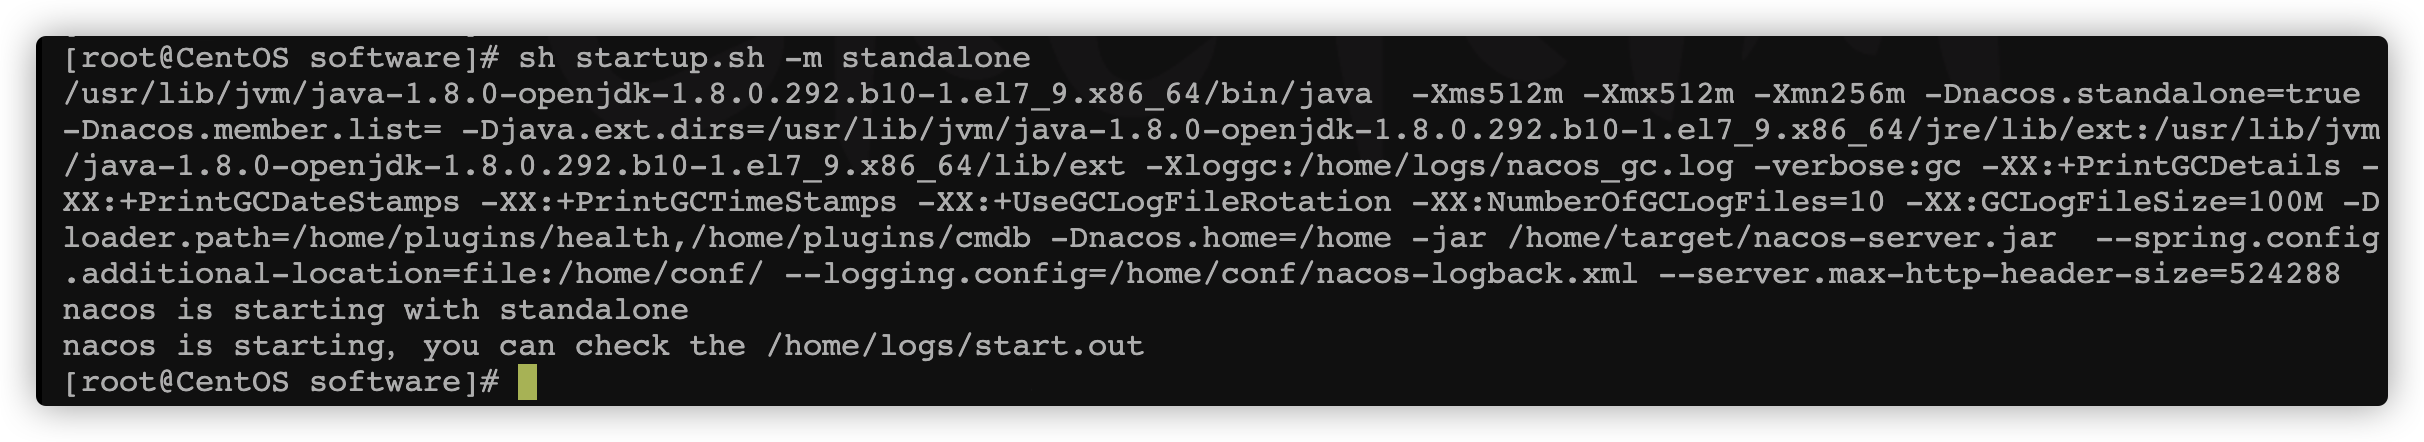 [root@CentOS software]# sh startup.sh -m standalone
/usr/lib/jvm/java-1.8.0-openjdk-1.8.0.292.b10-1.el7_9.x86_64/bin/java  -Xms512m -Xmx512m -Xmn256m -Dnacos.standalone=true
-Dnacos.member.list= -Djava.ext.dirs=/usr/lib/jvm/java-1.8.0-openjdk-1.8.0.292.b10-1.el7_9.x86_64/jre/lib/ext:/usr/lib/jvm
/java-1.8.0-openjdk-1.8.0.292.b10-1.el7_9.x86_64/lib/ext -Xloggc:/home/logs/nacos_gc.log -verbose:gc -XX:+PrintGCDetails -
XX:+PrintGCDateStamps -XX:+PrintGCTimeStamps -XX:+UseGCLogFileRotation -XX:NumberOfGCLogFiles=10 -XX:GCLogFileSize=100M -D
loader.path=/home/plugins/health,/home/plugins/cmdb -Dnacos.home=/home -jar /home/target/nacos-server.jar  --spring.config
.additional-location=file:/home/conf/ --logging.config=/home/conf/nacos-logback.xml --server.max-http-header-size=524288
nacos is starting with standalone
nacos is starting, you can check the /home/logs/start.out
[root@CentOS software]#